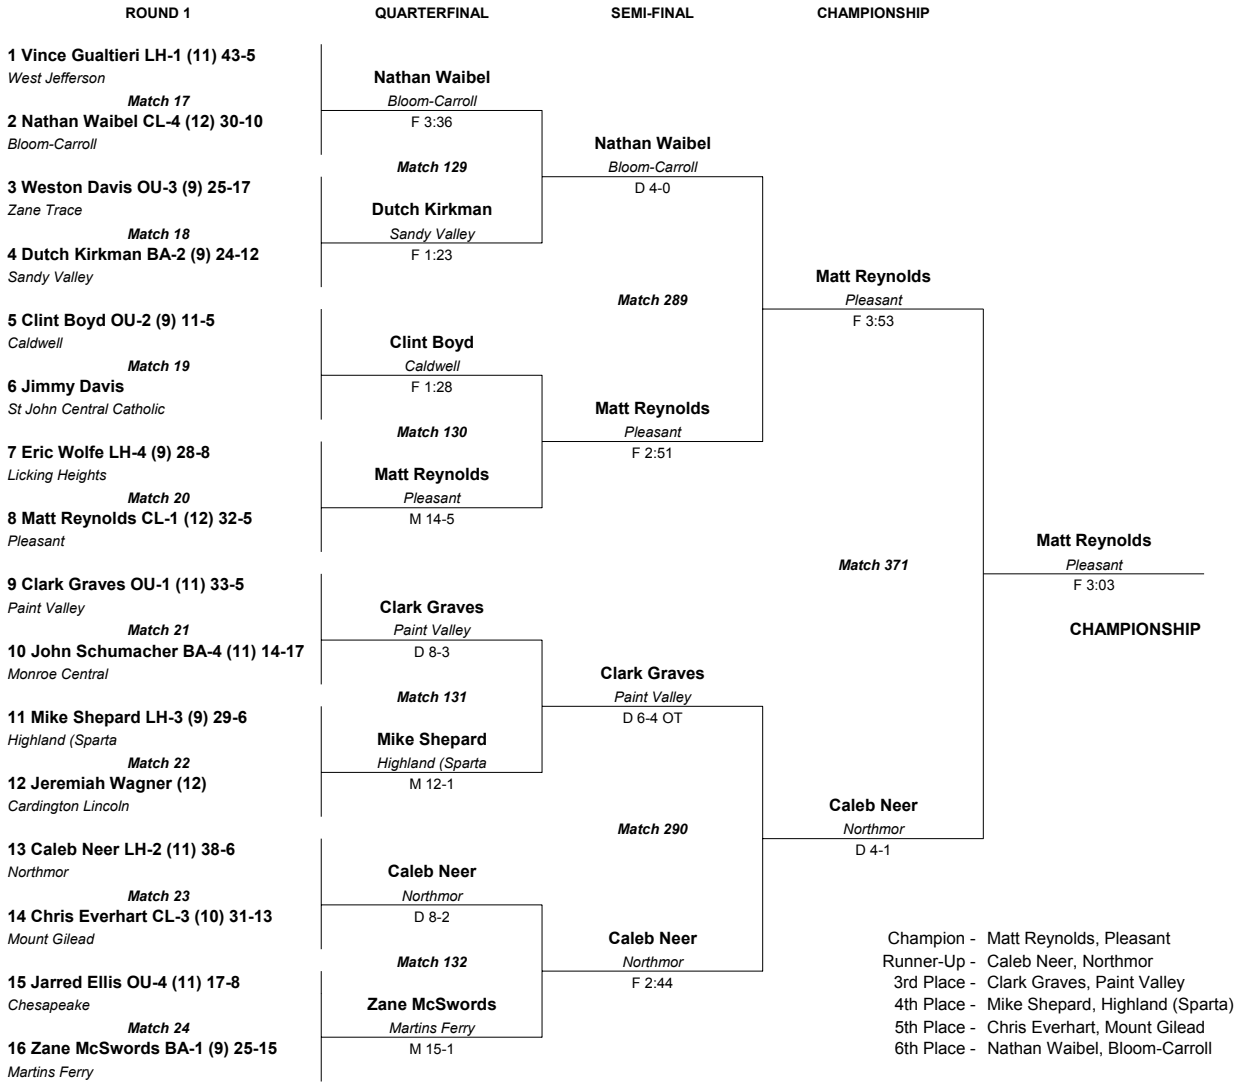 ROUND 1
QUARTERFINAL
SEMI-FINAL
CHAMPIONSHIP
1 Vince Gualtieri LH-1 (11) 43-5
West Jefferson
Match 17
2 Nathan Waibel CL-4 (12) 30-10
Bloom-Carroll
3 Weston Davis OU-3 (9) 25-17
Zane Trace
Match 18
4 Dutch Kirkman BA-2 (9) 24-12
Sandy Valley
5 Clint Boyd OU-2 (9) 11-5
Caldwell
Match 19
6 Jimmy Davis
St John Central Catholic
7 Eric Wolfe LH-4 (9) 28-8
Licking Heights
Match 20
8 Matt Reynolds CL-1 (12) 32-5
Pleasant
9 Clark Graves OU-1 (11) 33-5
Paint Valley
Match 21
10 John Schumacher BA-4 (11) 14-17
Monroe Central
11 Mike Shepard LH-3 (9) 29-6
Highland (Sparta
Match 22
12 Jeremiah Wagner (12)
Cardington Lincoln
13 Caleb Neer LH-2 (11) 38-6
Northmor
Match 23
14 Chris Everhart CL-3 (10) 31-13
Mount Gilead
15 Jarred Ellis OU-4 (11) 17-8
Chesapeake
Match 24
16 Zane McSwords BA-1 (9) 25-15
Martins Ferry
Nathan Waibel
Bloom-Carroll
F 3:36
Match 129
Dutch Kirkman
Sandy Valley
F 1:23
Clint Boyd
Caldwell
F 1:28
Match 130
Matt Reynolds
Pleasant
M 14-5
Clark Graves
Paint Valley
D 8-3
Match 131
Mike Shepard
Highland (Sparta
M 12-1
Caleb Neer
Northmor
D 8-2
Match 132
Zane McSwords
Martins Ferry
M 15-1
Nathan Waibel
Bloom-Carroll
D 4-0
Match 289
Matt Reynolds
Pleasant
F 2:51
Clark Graves
Paint Valley
D 6-4 OT
Match 290
Caleb Neer
Northmor
F 2:44
Matt Reynolds
Pleasant
F 3:53
Match 371
Caleb Neer
Northmor
D 4-1
Matt Reynolds
Pleasant
F 3:03
CHAMPIONSHIP
Champion - Matt Reynolds, Pleasant
Runner-Up - Caleb Neer, Northmor
3rd Place - Clark Graves, Paint Valley
4th Place - Mike Shepard, Highland (Sparta)
5th Place - Chris Everhart, Mount Gilead
6th Place - Nathan Waibel, Bloom-Carroll